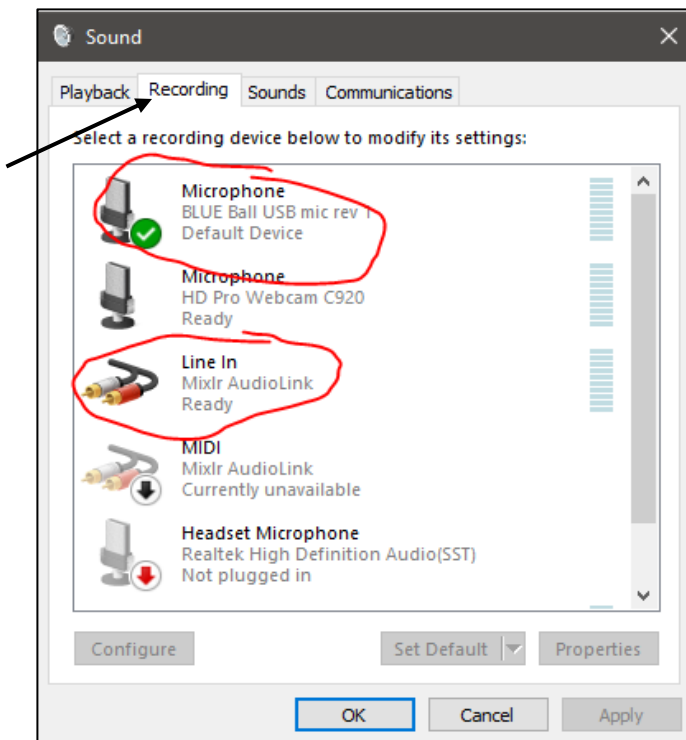 Sound
Playback Recording Sounds Communications
Select a recording device below to modify its settings:
Microphone
BLUE Ball USB mic rev 1
Default Device
Microphone
HD Pro Webcam C920
Ready
Line In
Mixlr AudioLink
Ready
MIDI
Mixlr AudioLink
Currently unavailable
Headset Microphone
Realtek High Definition Audio(SST)
Not plugged in
Configure Set Default Properties
OK Cancel Apply